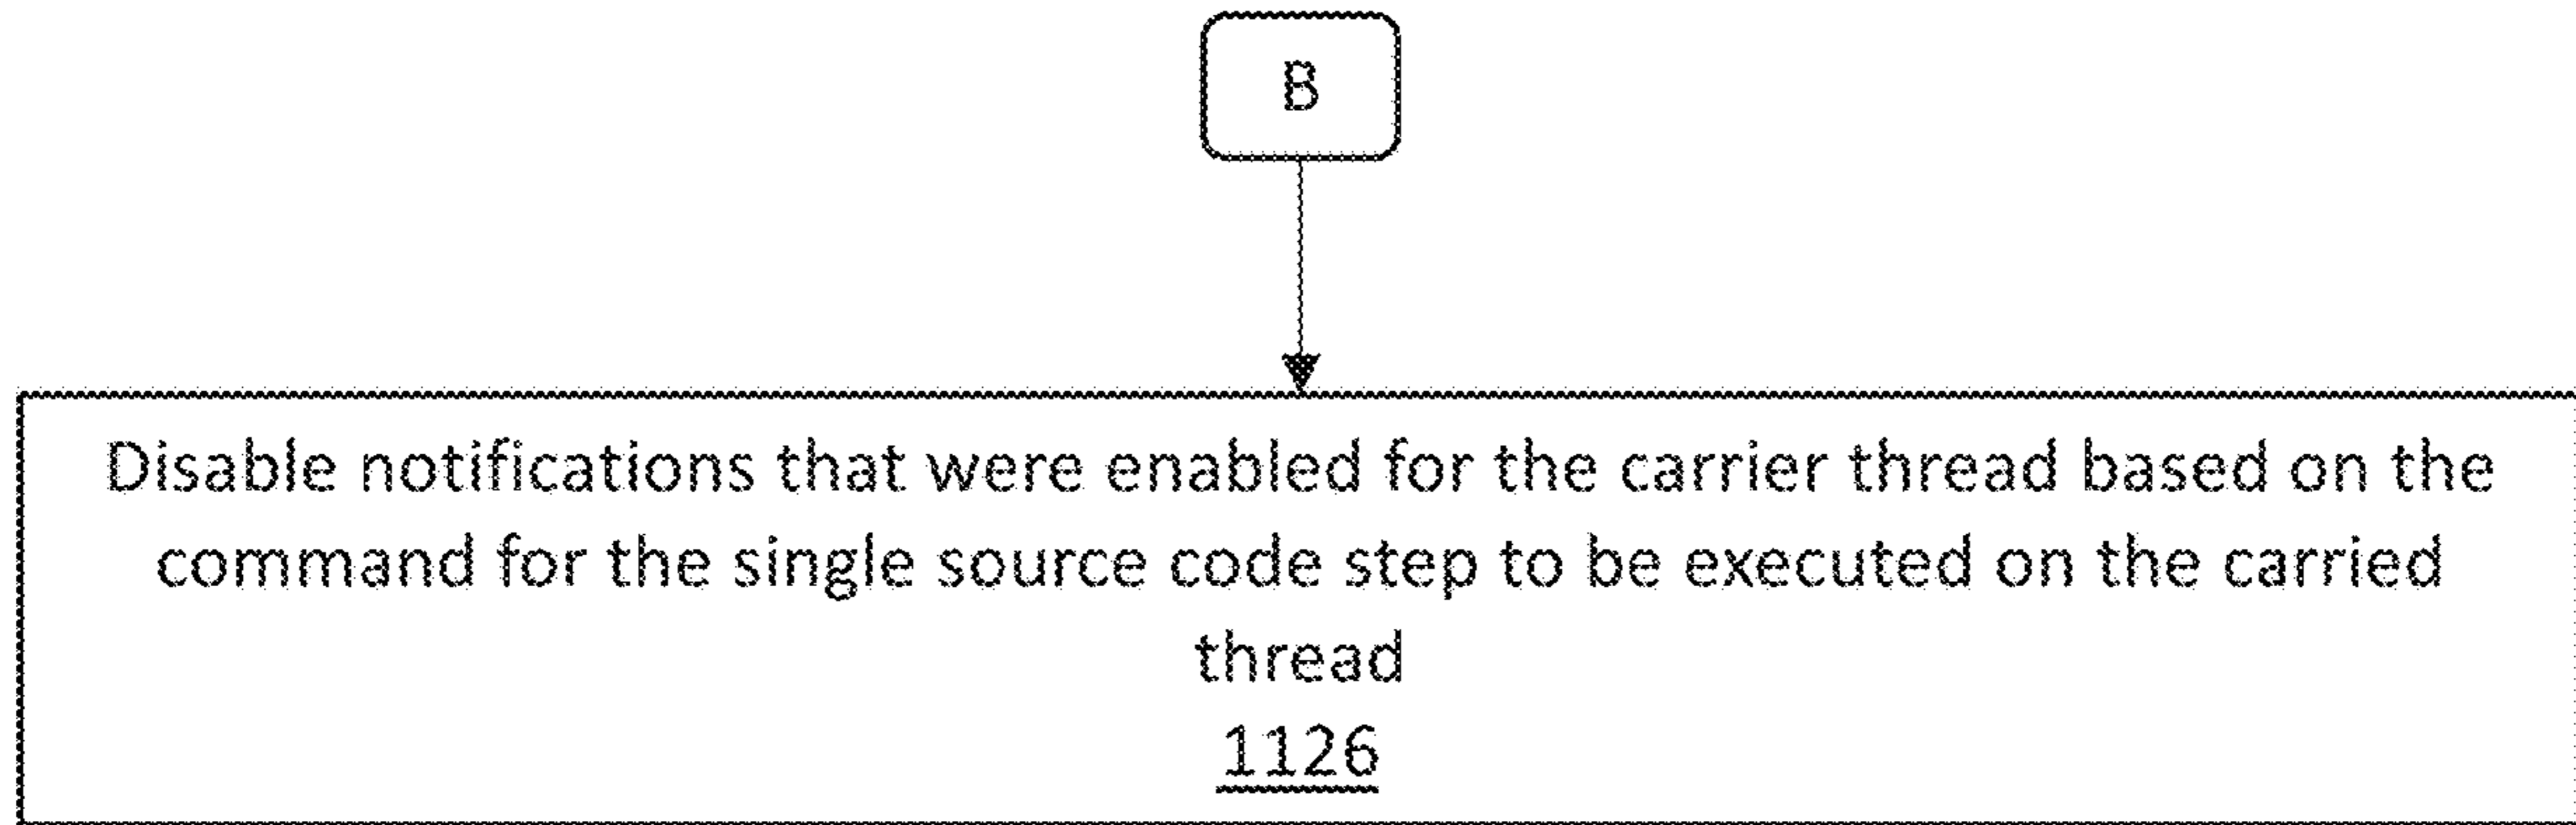 B
Disable notifications that were enabled for the carrier thread based on the
command for the single source code step to be executed on the carried
thread
1126